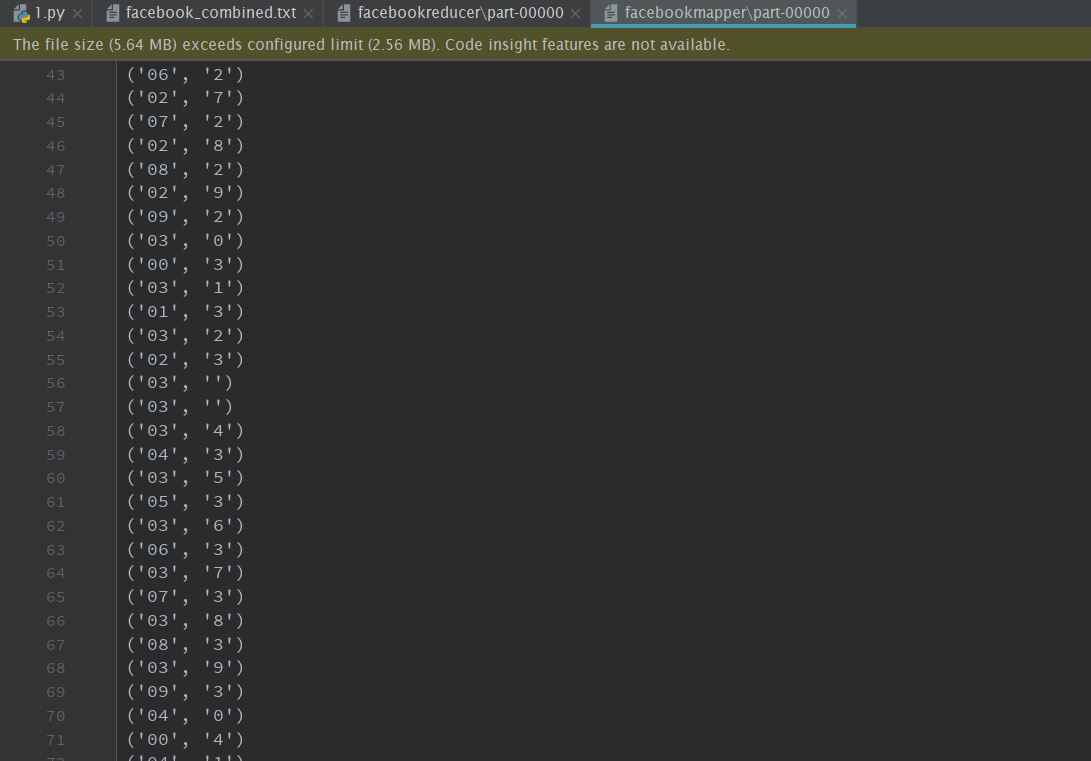 1.py facebook_combined.txt facebookreducer\part-00000 facebookmapper\part-00000
The file size (5.64 MB) exceeds configured limit (2.56 MB). Code insight features are not available.
43 ('06', '2')
44 ('02', '7')
45 ('07', '2')
46 ('02', '8')
47 ('08', '2')
48 ('02', '9')
49 ('09', '2')
50 ('03', '0')
51 ('00', '3')
52 ('03', '1')
53 ('01', '3')
54 ('03', '2')
55 ('02', '3')
56 ('03', '')
57 ('03', '')
58 ('03', '4')
59 ('04', '3')
60 ('03', '5')
61 ('05', '3')
62 ('03', '6')
63 ('06', '3')
64 ('03', '7')
65 ('07', '3')
66 ('03', '8')
67 ('08', '3')
68 ('03', '9')
69 ('09', '3')
70 ('04', '0')
71 ('00', '4')
72 ('04', '1')